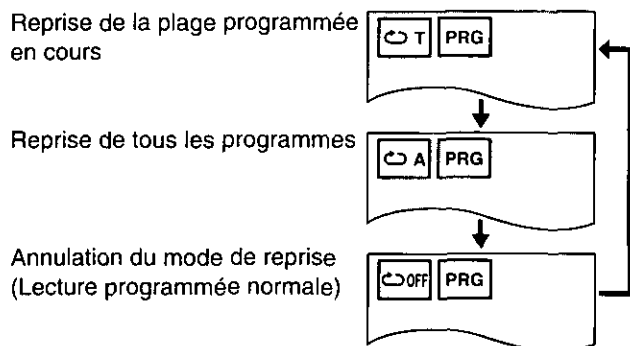 Reprise de la plage programmée
en cours
⟲ T PRG
Reprise de tous les programmes
⟲ A PRG
Annulation du mode de reprise
(Lecture programmée normale)
⟲OFF PRG